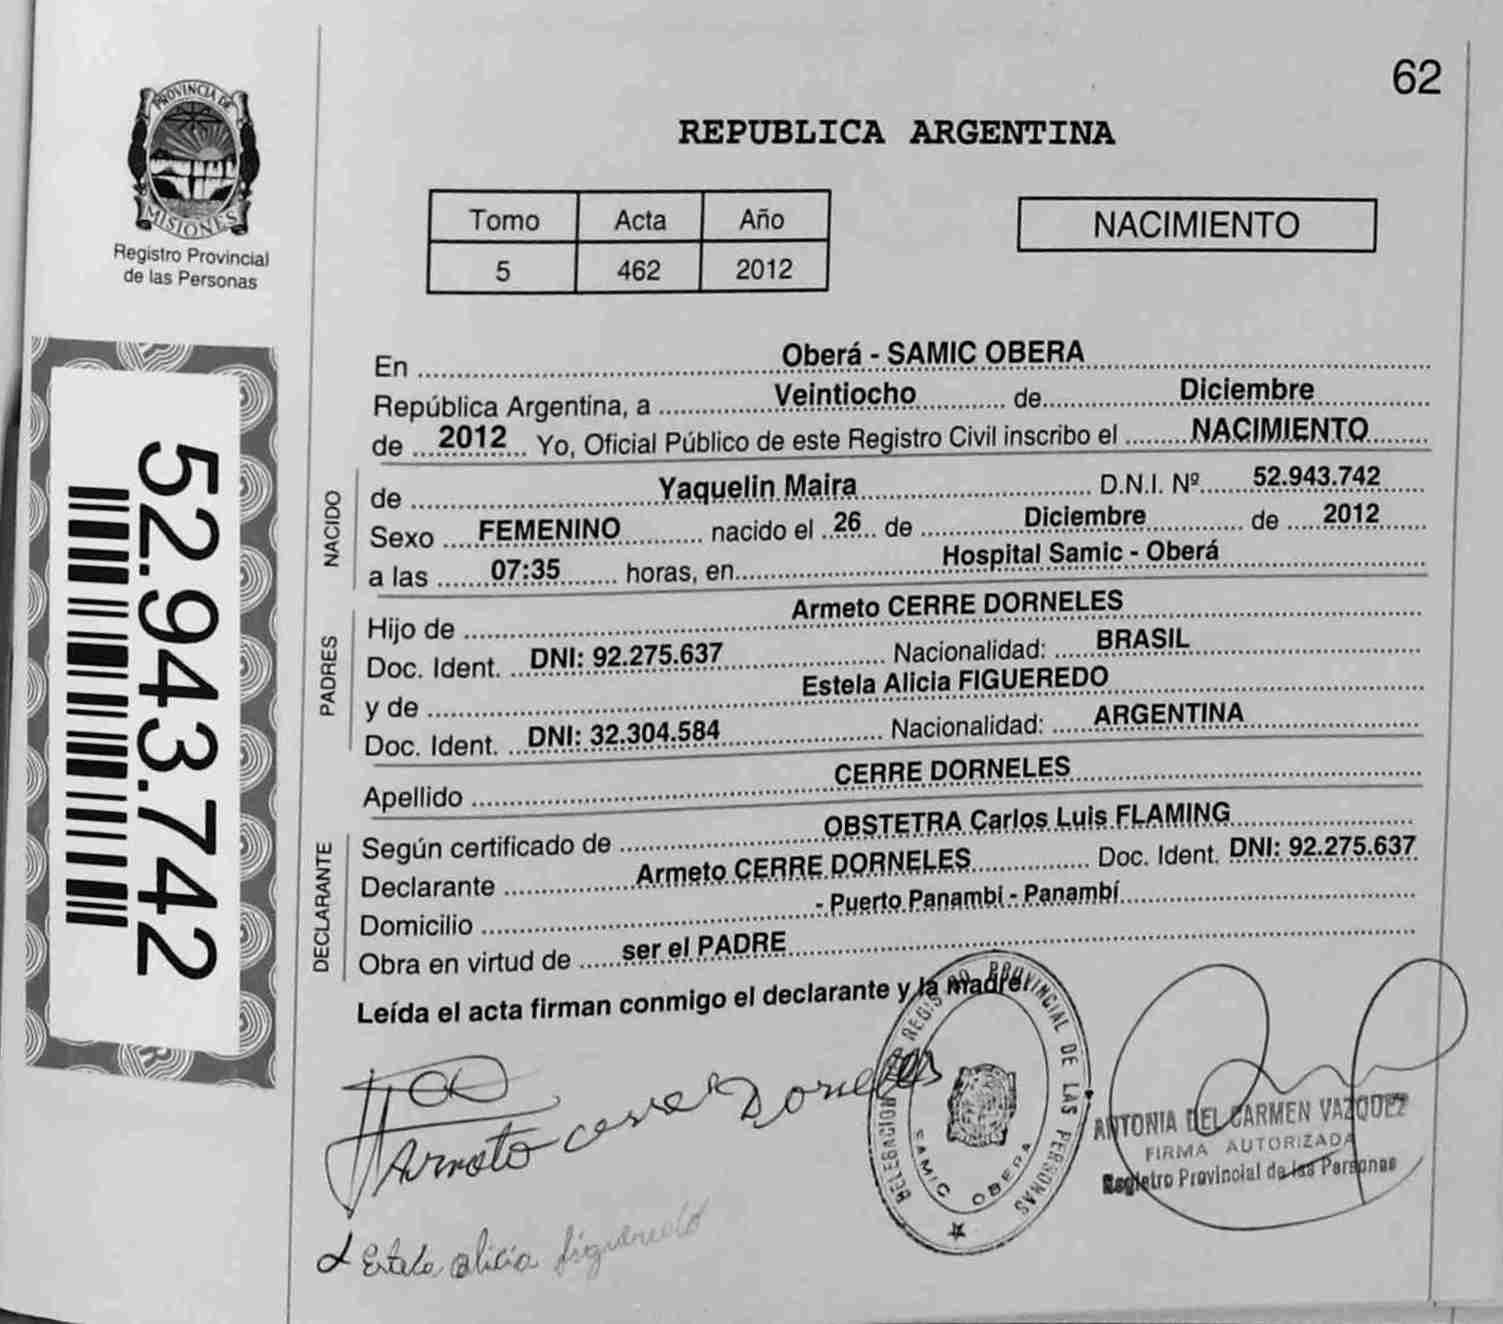 62
PROVINCIA DE
MISIONES
Registro Provincial
de las Personas
REPUBLICA ARGENTINA
Tomo Acta Año
5 462 2012
NACIMIENTO
52.943.742
En Oberá - SAMIC OBERA
República Argentina, a Veintiocho de Diciembre
de 2012 Yo, Oficial Público de este Registro Civil inscribo el NACIMIENTO
NACIDO
de Yaquelin Maira D.N.I. Nº 52.943.742
Sexo FEMENINO nacido el 26 de Diciembre de 2012
a las 07:35 horas, en Hospital Samic - Oberá
PADRES
Hijo de Armeto CERRE DORNELES
Doc. Ident. DNI: 92.275.637 Nacionalidad: BRASIL
y de Estela Alicia FIGUEREDO
Doc. Ident. DNI: 32.304.584 Nacionalidad: ARGENTINA
Apellido CERRE DORNELES
DECLARANTE
Según certificado de OBSTETRA Carlos Luis FLAMING
Declarante Armeto CERRE DORNELES Doc. Ident. DNI: 92.275.637
Domicilio - Puerto Panambi - Panambí
Obra en virtud de ser el PADRE
Leída el acta firman conmigo el declarante y la madre.
DELEGACION REGISTRO PROVINCIAL DE LAS PERSONAS
SAMIC OBERA
Armeto cerre Dorneles
Estela alicia figueredo
ANTONIA DEL CARMEN VAZQUEZ
FIRMA AUTORIZADA
Registro Provincial de las Personas